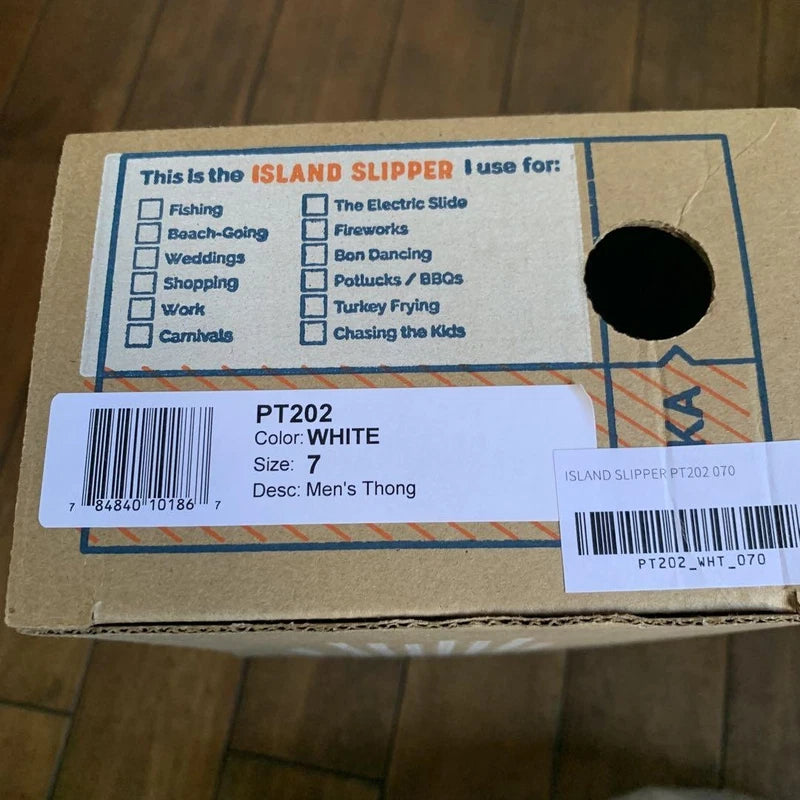 This is the ISLAND SLIPPER I use for:
Fishing
Beach-Going
Weddings
Shopping
Work
Carnivals
The Electric Slide
Fireworks
Bon Dancing
Potlucks / BBQs
Turkey Frying
Chasing the Kids
PT202
Color: WHITE
Size: 7
Desc: Men's Thong
7 84840 10186 7
KA
ISLAND SLIPPER PT202 070
PT202_WHT_070